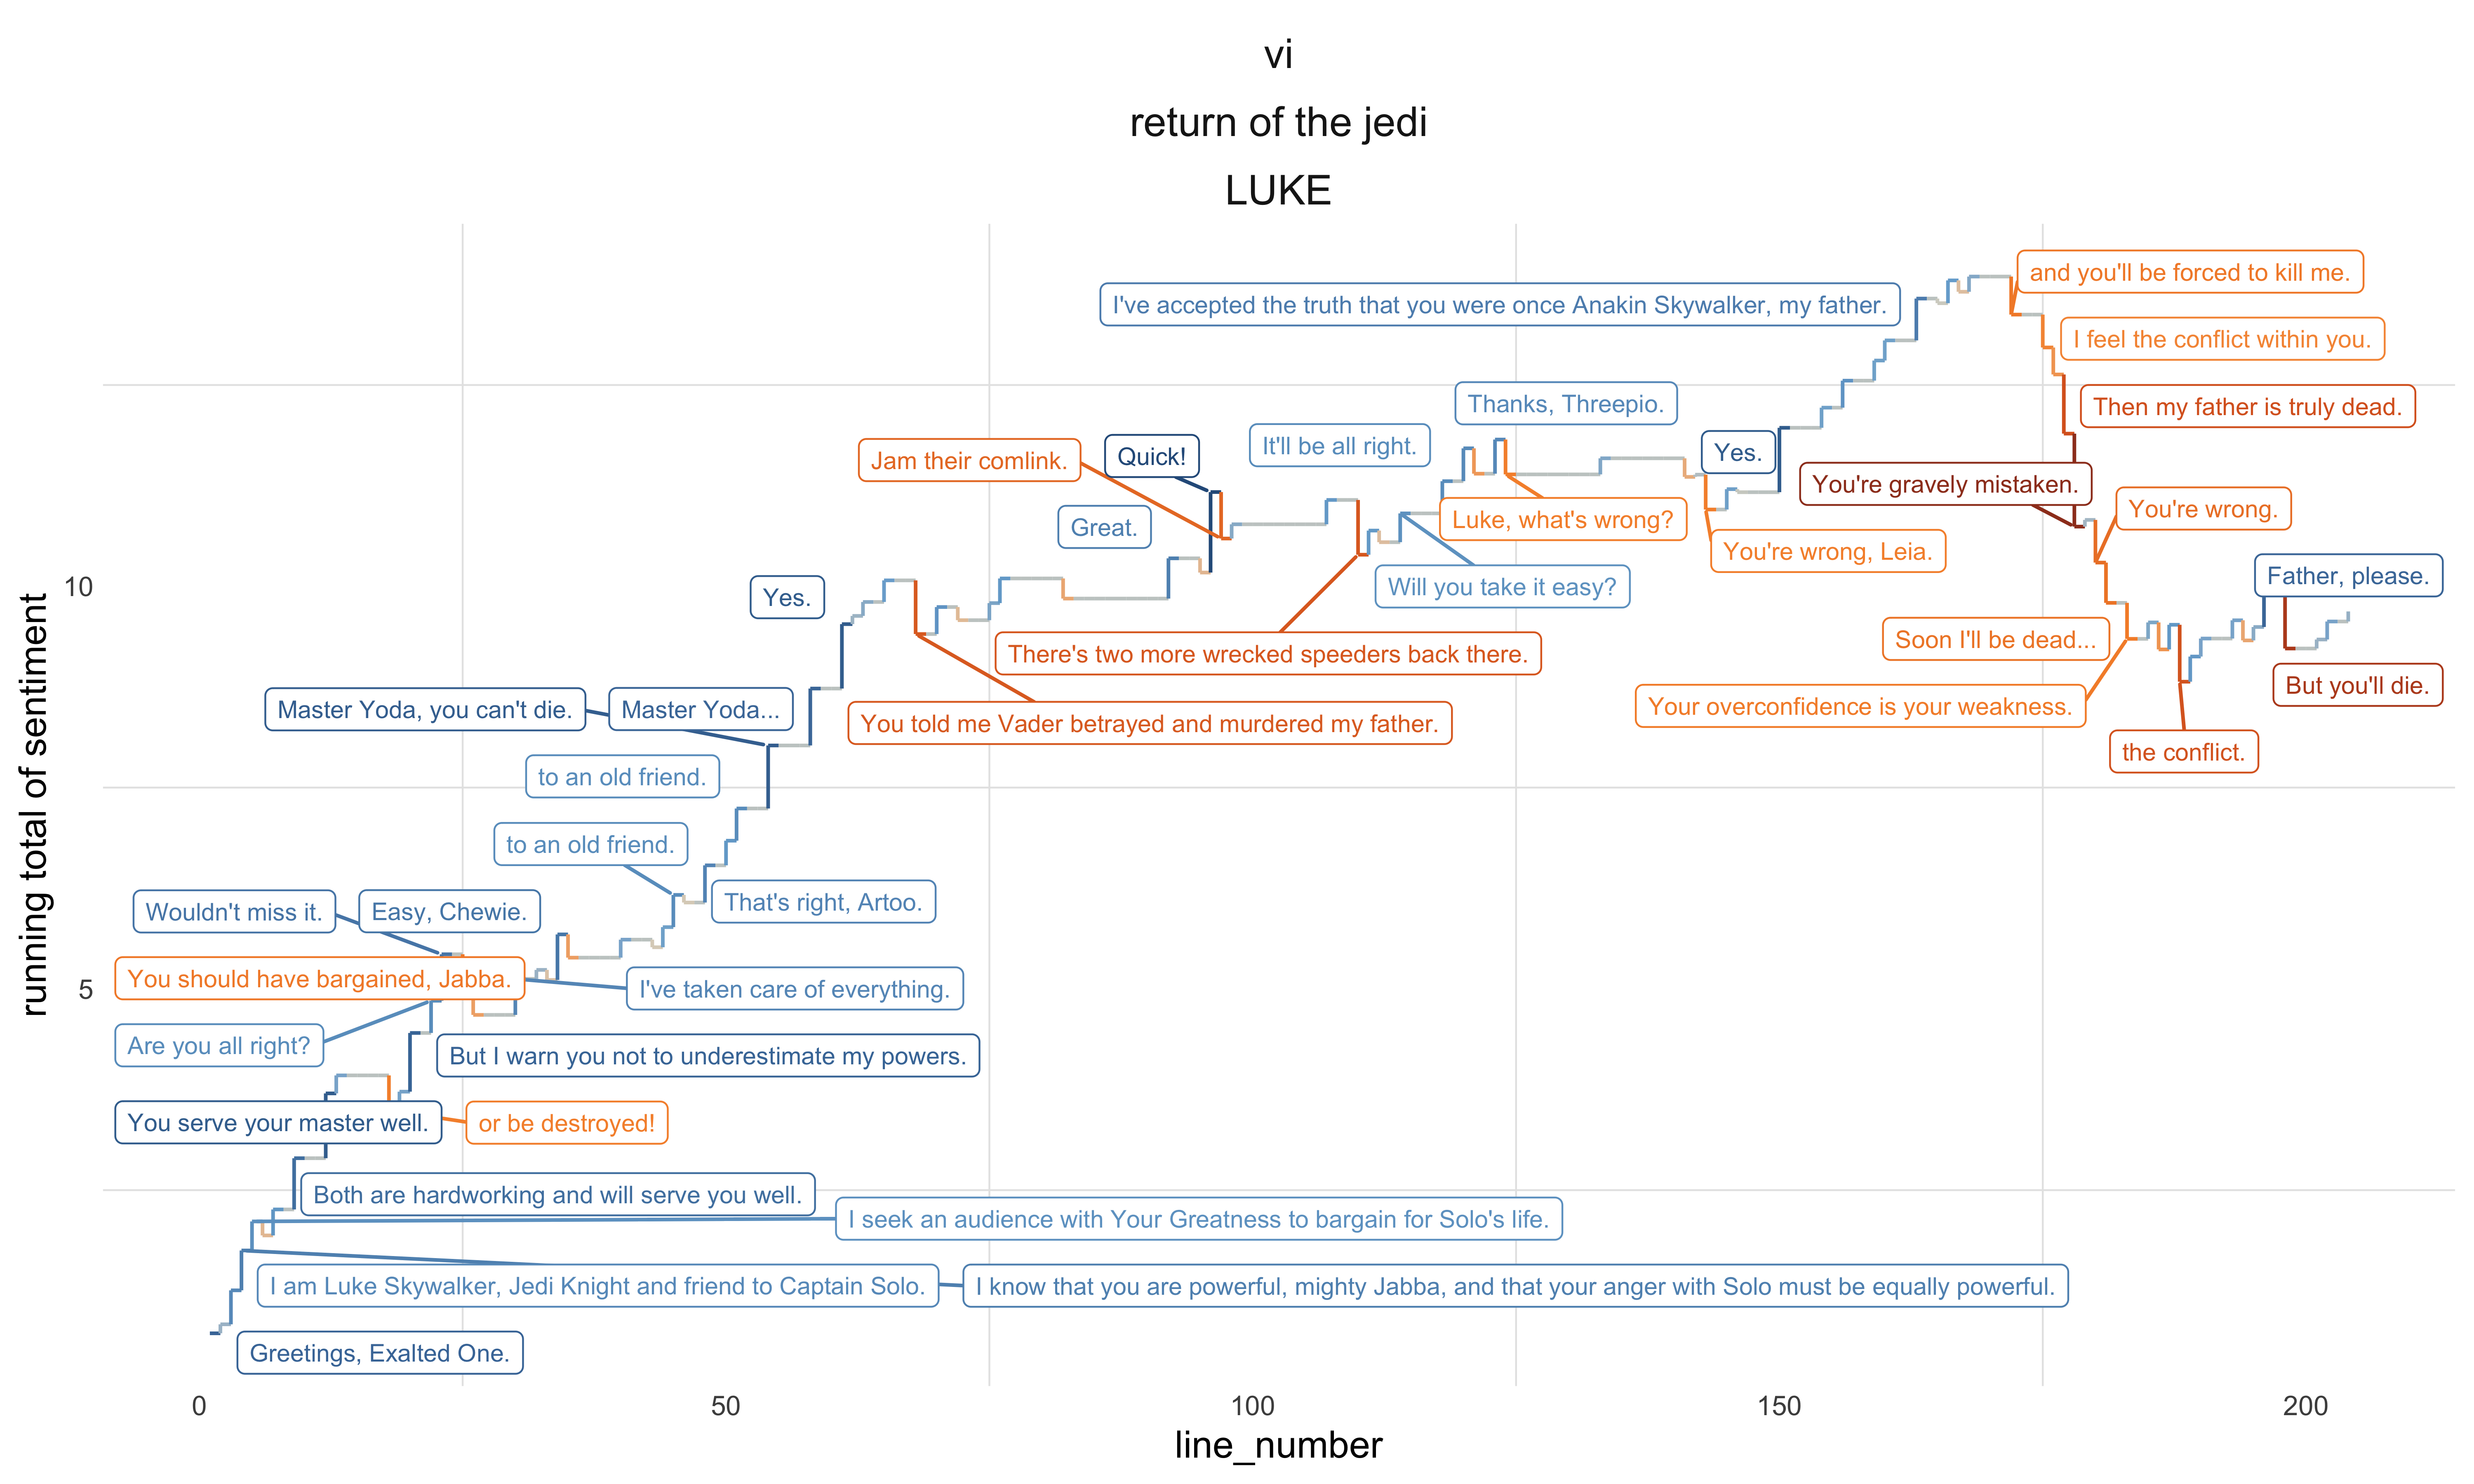 vi
return of the jedi
LUKE
and you'll be forced to kill me.
I've accepted the truth that you were once Anakin Skywalker, my father.
I feel the conflict within you.
Thanks, Threepio.
Then my father is truly dead.
It'll be all right.
Quick!
Yes.
Jam their comlink.
You're gravely mistaken.
You're wrong.
Luke, what's wrong?
Great.
You're wrong, Leia.
Father, please.
Will you take it easy?
10
Yes.
Soon I'll be dead...
There's two more wrecked speeders back there.
But you'll die.
Your overconfidence is your weakness.
Master Yoda, you can't die.
Master Yoda...
You told me Vader betrayed and murdered my father.
the conflict.
to an old friend.
running total of sentiment
to an old friend.
That's right, Artoo.
Wouldn't miss it.
Easy, Chewie.
You should have bargained, Jabba.
5
I've taken care of everything.
Are you all right?
But I warn you not to underestimate my powers.
You serve your master well.
or be destroyed!
Both are hardworking and will serve you well.
I seek an audience with Your Greatness to bargain for Solo's life.
I am Luke Skywalker, Jedi Knight and friend to Captain Solo.
I know that you are powerful, mighty Jabba, and that your anger with Solo must be equally powerful.
Greetings, Exalted One.
0 50 100 150 200
line_number